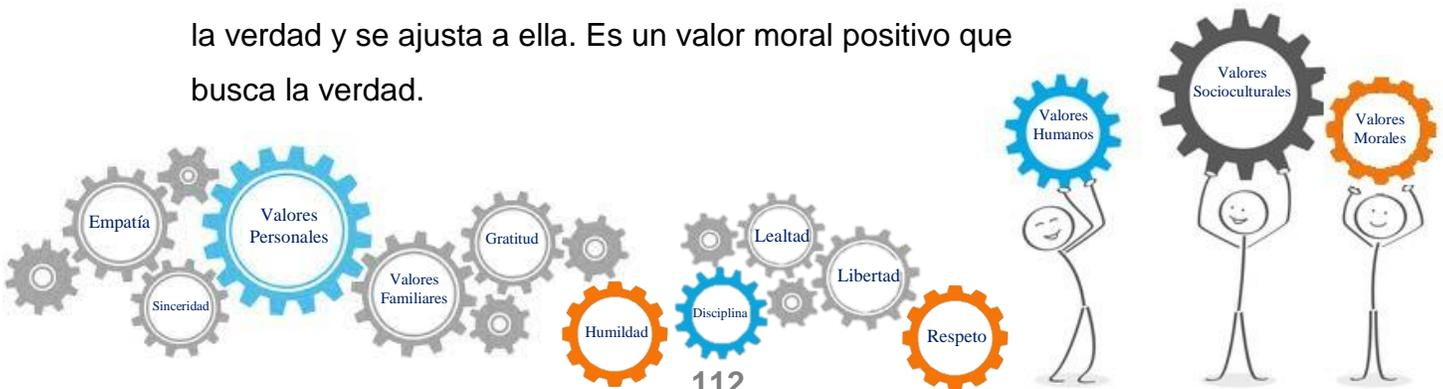 la verdad y se ajusta a ella. Es un valor moral positivo que
busca la verdad.
Valores
Humanos
Valores
Socioculturales
Valores
Morales
Empatía
Valores
Personales
Sinceridad
Valores
Familiares
Gratitud
Humildad
Disciplina
Lealtad
Libertad
Respeto
112